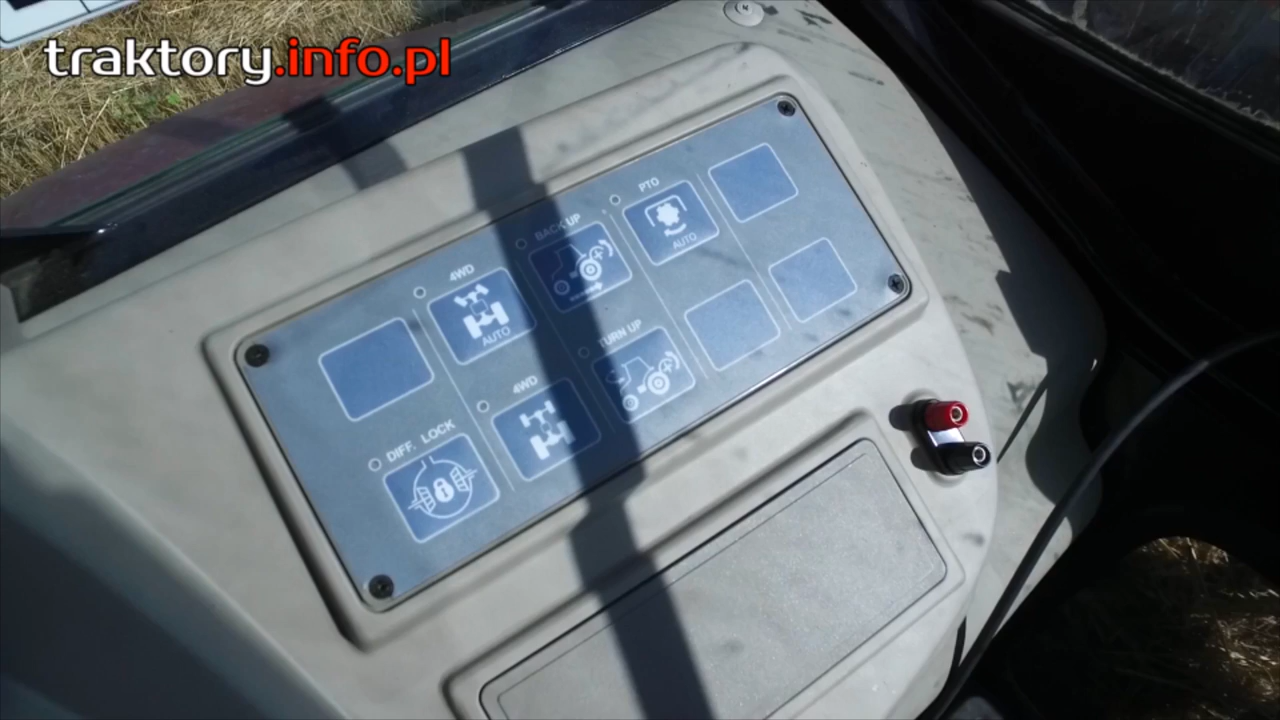 traktory.info.pl
4WD
AUTO
BACK UP
PTO
AUTO
DIFF. LOCK
4WD
TURN UP